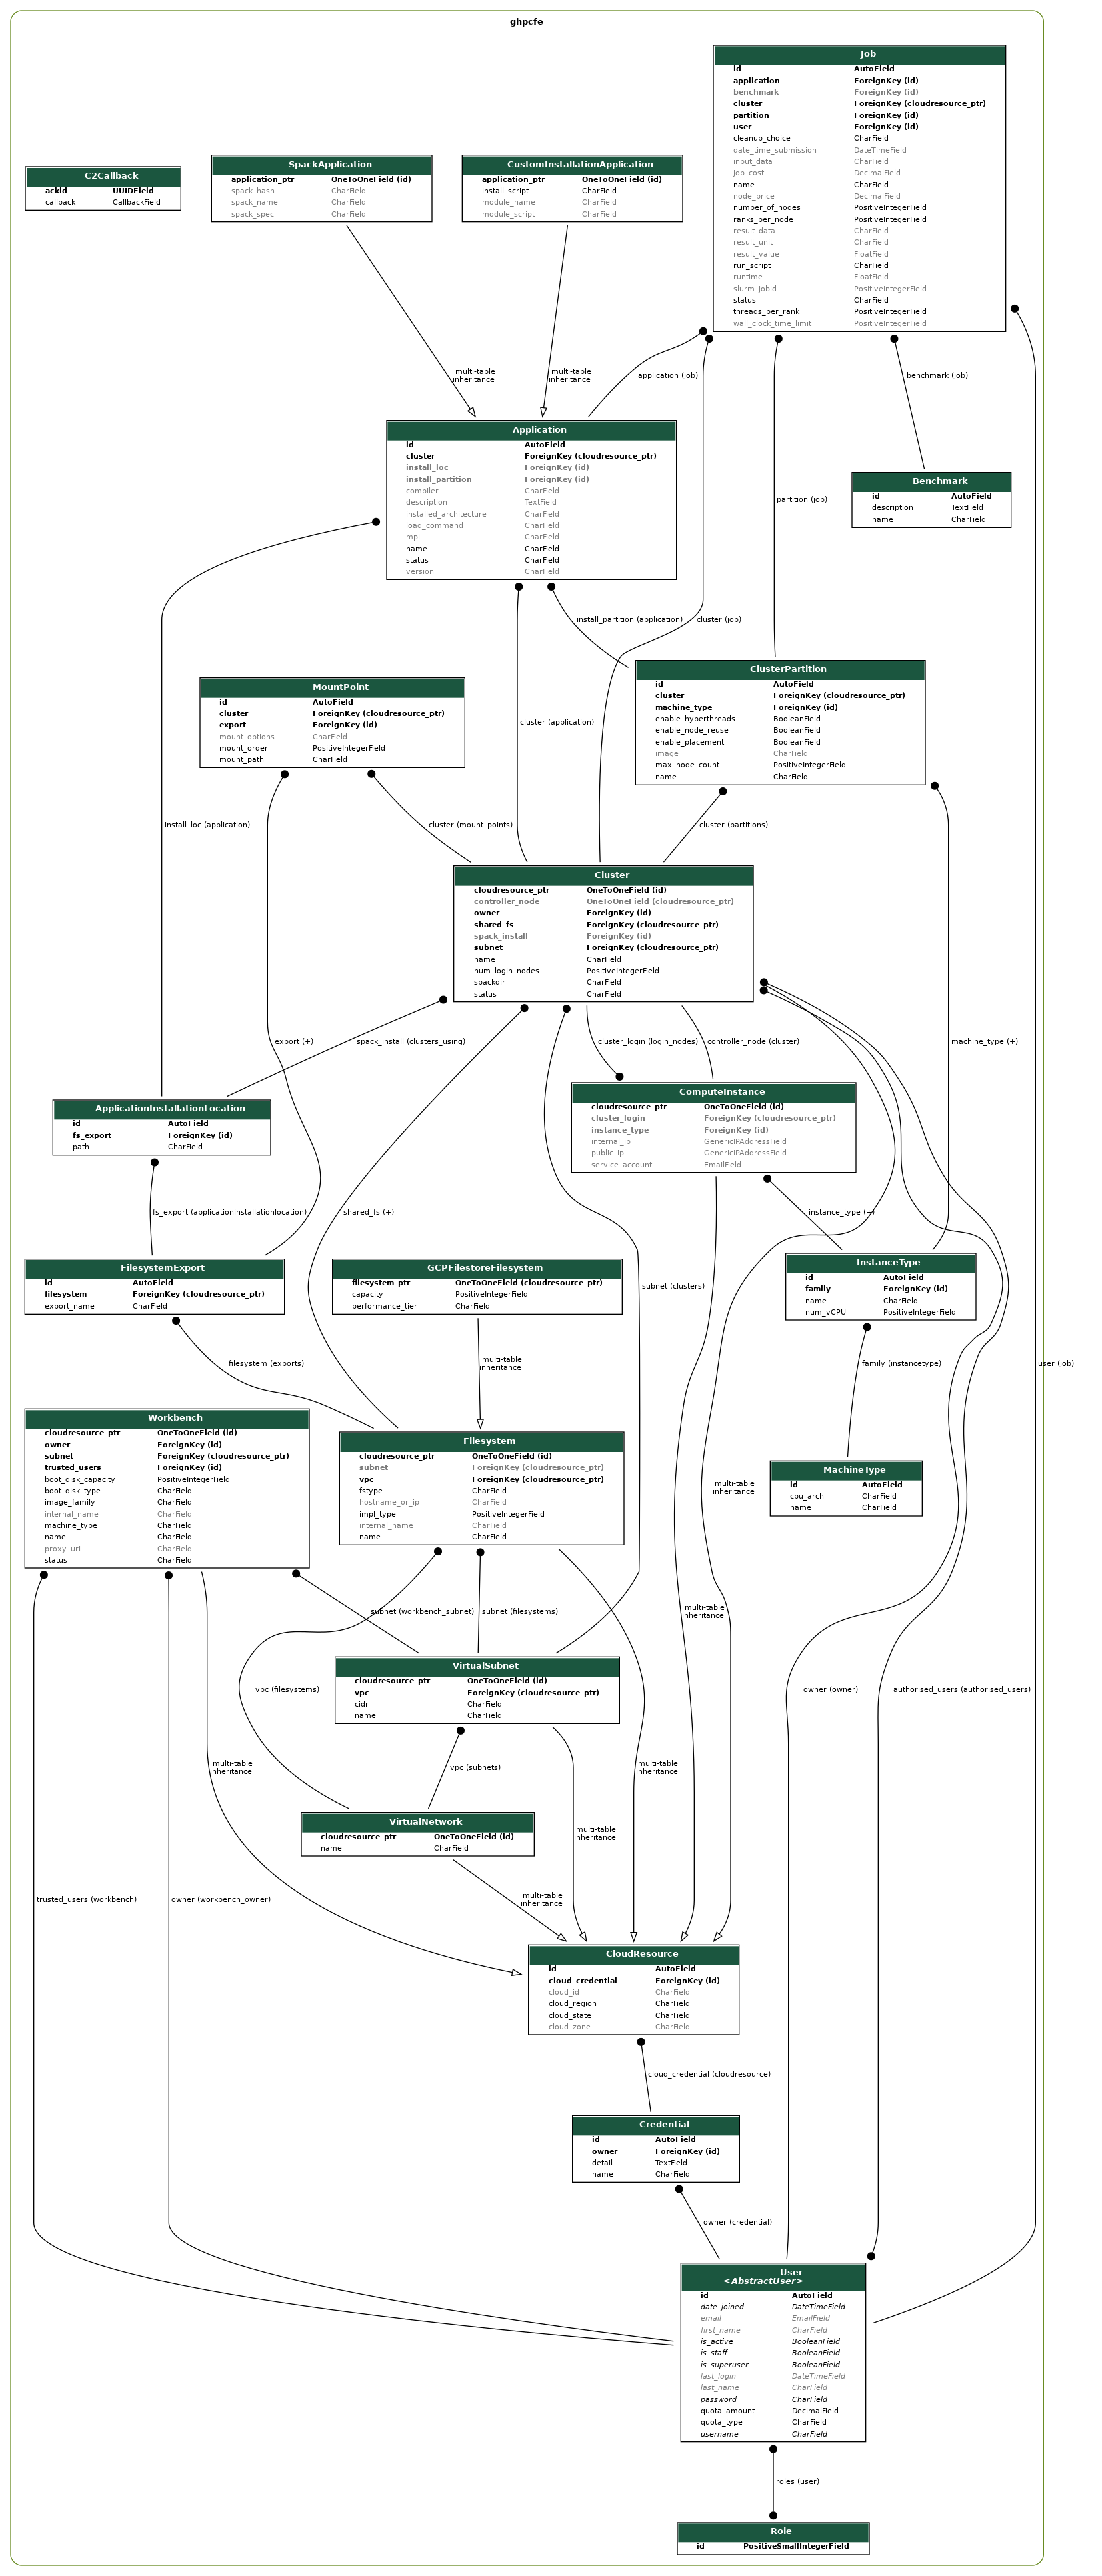 ghpcfe
Job
id AutoField
application ForeignKey (id)
benchmark ForeignKey (id)
cluster ForeignKey (cloudresource_ptr)
partition ForeignKey (id)
user ForeignKey (id)
cleanup_choice CharField
date_time_submission DateTimeField
input_data CharField
job_cost DecimalField
name CharField
node_price DecimalField
number_of_nodes PositiveIntegerField
ranks_per_node PositiveIntegerField
result_data CharField
result_unit CharField
result_value FloatField
run_script CharField
runtime FloatField
slurm_jobid PositiveIntegerField
status CharField
threads_per_rank PositiveIntegerField
wall_clock_time_limit PositiveIntegerField
C2Callback
ackid UUIDField
callback CallbackField
SpackApplication
application_ptr OneToOneField (id)
spack_hash CharField
spack_name CharField
spack_spec CharField
CustomInstallationApplication
application_ptr OneToOneField (id)
install_script CharField
module_name CharField
module_script CharField
multi-table
inheritance
multi-table
inheritance
application (job)
benchmark (job)
Application
id AutoField
cluster ForeignKey (cloudresource_ptr)
install_loc ForeignKey (id)
install_partition ForeignKey (id)
compiler CharField
description TextField
installed_architecture CharField
load_command CharField
mpi CharField
name CharField
status CharField
version CharField
Benchmark
id AutoField
description TextField
name CharField
partition (job)
install_partition (application)
cluster (job)
MountPoint
id AutoField
cluster ForeignKey (cloudresource_ptr)
export ForeignKey (id)
mount_options CharField
mount_order PositiveIntegerField
mount_path CharField
ClusterPartition
id AutoField
cluster ForeignKey (cloudresource_ptr)
machine_type ForeignKey (id)
enable_hyperthreads BooleanField
enable_node_reuse BooleanField
enable_placement BooleanField
image CharField
max_node_count PositiveIntegerField
name CharField
cluster (application)
install_loc (application)
cluster (mount_points)
cluster (partitions)
Cluster
cloudresource_ptr OneToOneField (id)
controller_node OneToOneField (cloudresource_ptr)
owner ForeignKey (id)
shared_fs ForeignKey (cloudresource_ptr)
spack_install ForeignKey (id)
subnet ForeignKey (cloudresource_ptr)
name CharField
num_login_nodes PositiveIntegerField
spackdir CharField
status CharField
export (+)
spack_install (clusters_using)
cluster_login (login_nodes)
controller_node (cluster)
machine_type (+)
ApplicationInstallationLocation
id AutoField
fs_export ForeignKey (id)
path CharField
ComputeInstance
cloudresource_ptr OneToOneField (id)
cluster_login ForeignKey (cloudresource_ptr)
instance_type ForeignKey (id)
internal_ip GenericIPAddressField
public_ip GenericIPAddressField
service_account EmailField
fs_export (applicationinstallationlocation)
shared_fs (+)
instance_type (+)
FilesystemExport
id AutoField
filesystem ForeignKey (cloudresource_ptr)
export_name CharField
GCPFilestoreFilesystem
filesystem_ptr OneToOneField (cloudresource_ptr)
capacity PositiveIntegerField
performance_tier CharField
subnet (clusters)
InstanceType
id AutoField
family ForeignKey (id)
name CharField
num_vCPU PositiveIntegerField
filesystem (exports)
multi-table
inheritance
family (instancetype)
user (job)
Workbench
cloudresource_ptr OneToOneField (id)
owner ForeignKey (id)
subnet ForeignKey (cloudresource_ptr)
trusted_users ForeignKey (id)
boot_disk_capacity PositiveIntegerField
boot_disk_type CharField
image_family CharField
internal_name CharField
machine_type CharField
name CharField
proxy_uri CharField
status CharField
Filesystem
cloudresource_ptr OneToOneField (id)
subnet ForeignKey (cloudresource_ptr)
vpc ForeignKey (cloudresource_ptr)
fstype CharField
hostname_or_ip CharField
impl_type PositiveIntegerField
internal_name CharField
name CharField
multi-table
inheritance
MachineType
id AutoField
cpu_arch CharField
name CharField
subnet (workbench_subnet)
subnet (filesystems)
multi-table
inheritance
VirtualSubnet
cloudresource_ptr OneToOneField (id)
vpc ForeignKey (cloudresource_ptr)
cidr CharField
name CharField
vpc (filesystems)
owner (owner)
authorised_users (authorised_users)
multi-table
inheritance
vpc (subnets)
multi-table
inheritance
VirtualNetwork
cloudresource_ptr OneToOneField (id)
name CharField
multi-table
inheritance
trusted_users (workbench)
owner (workbench_owner)
multi-table
inheritance
CloudResource
id AutoField
cloud_credential ForeignKey (id)
cloud_id CharField
cloud_region CharField
cloud_state CharField
cloud_zone CharField
cloud_credential (cloudresource)
Credential
id AutoField
owner ForeignKey (id)
detail TextField
name CharField
owner (credential)
User
<AbstractUser>
id AutoField
date_joined DateTimeField
email EmailField
first_name CharField
is_active BooleanField
is_staff BooleanField
is_superuser BooleanField
last_login DateTimeField
last_name CharField
password CharField
quota_amount DecimalField
quota_type CharField
username CharField
roles (user)
Role
id PositiveSmallIntegerField